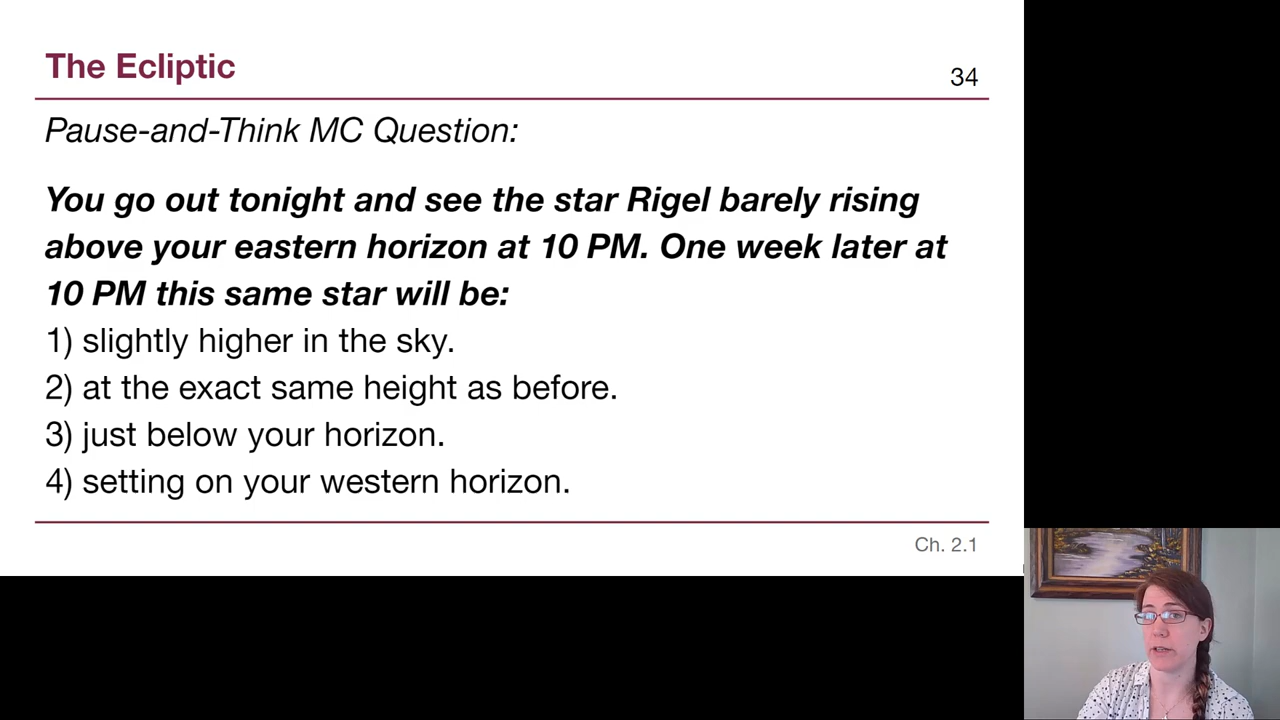 The Ecliptic
34
Pause-and-Think MC Question:
You go out tonight and see the star Rigel barely rising
above your eastern horizon at 10 PM. One week later at
10 PM this same star will be:
1) slightly higher in the sky.
2) at the exact same height as before.
3) just below your horizon.
4) setting on your western horizon.
Ch. 2.1